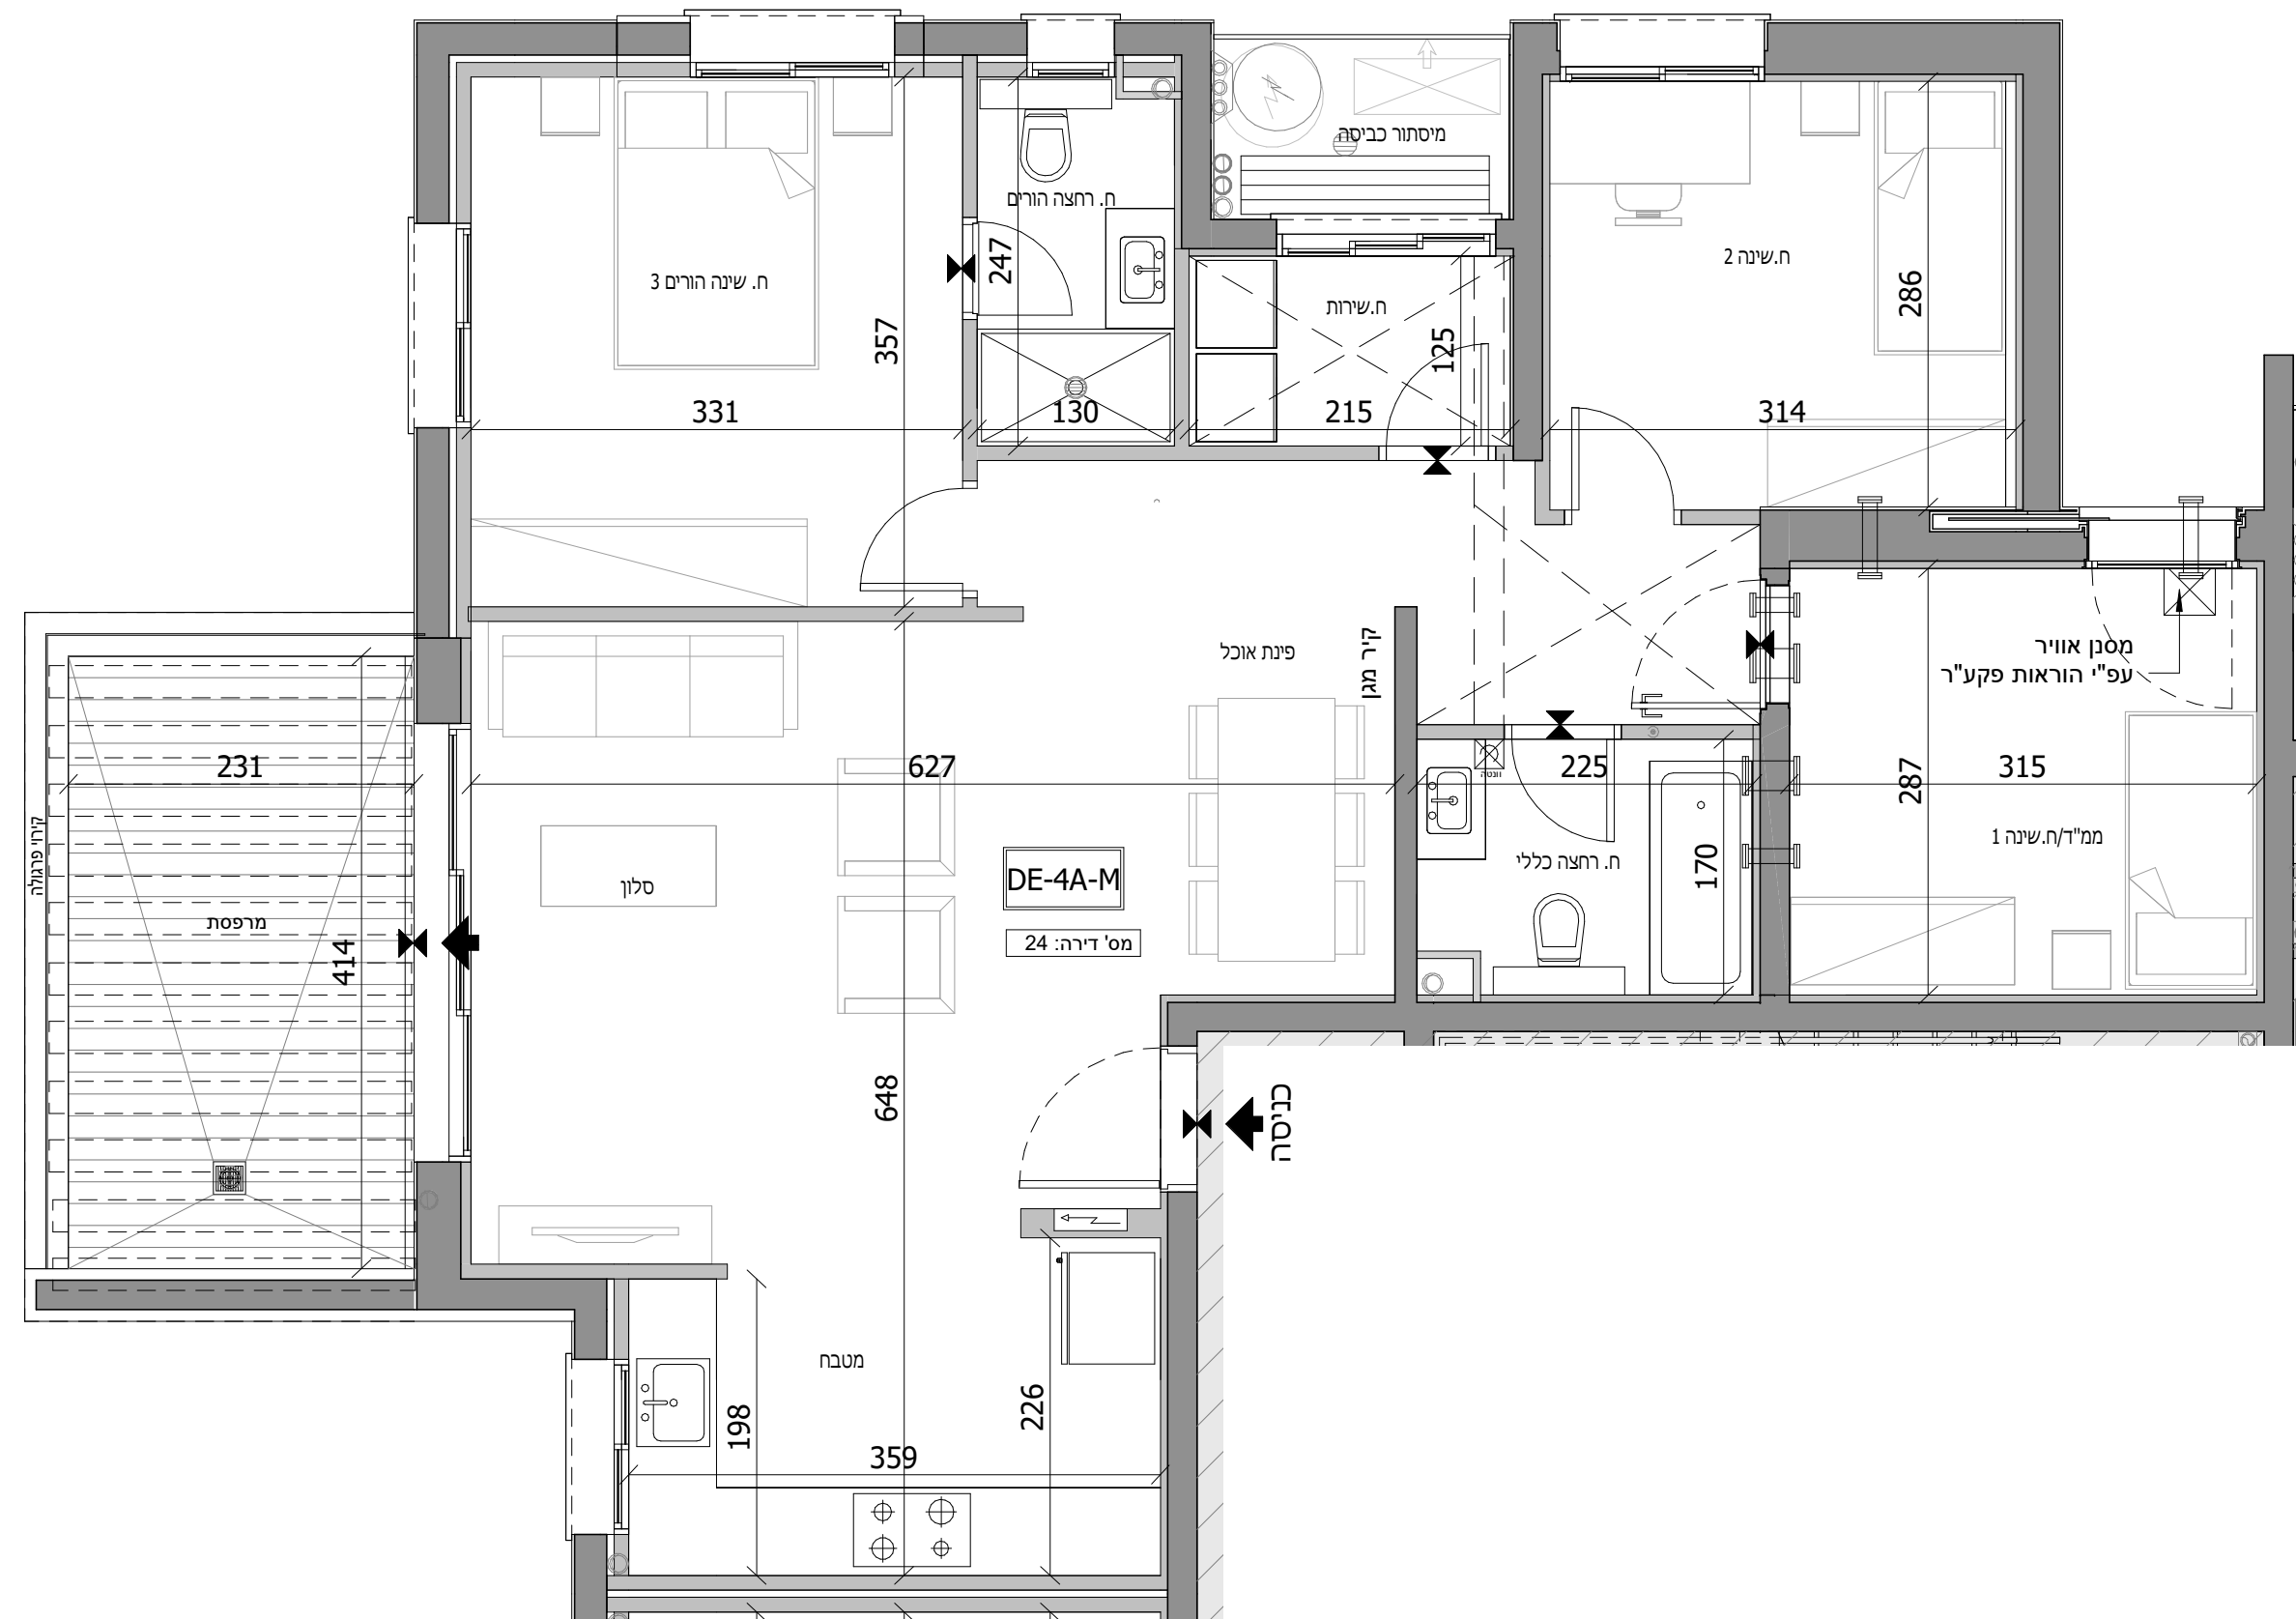 מיסתור כביסה
ח. רחצה הורים
ח.שינה 2
ח. שינה הורים 3
247
286
ח.שירות
357
125
331
130
215
314
קיר מגן
פינת אוכל
מסנן אוויר
עפ"י הוראות פקע"ר
231
627
225
287
315
וונטה
קירוי פרגולה
ממ"ד/ח.שינה 1
ח. רחצה כללי
170
סלון
DE-4A-M
מרפסת
מס' דירה: 24
414
648
כניסה
מטבח
198
226
359